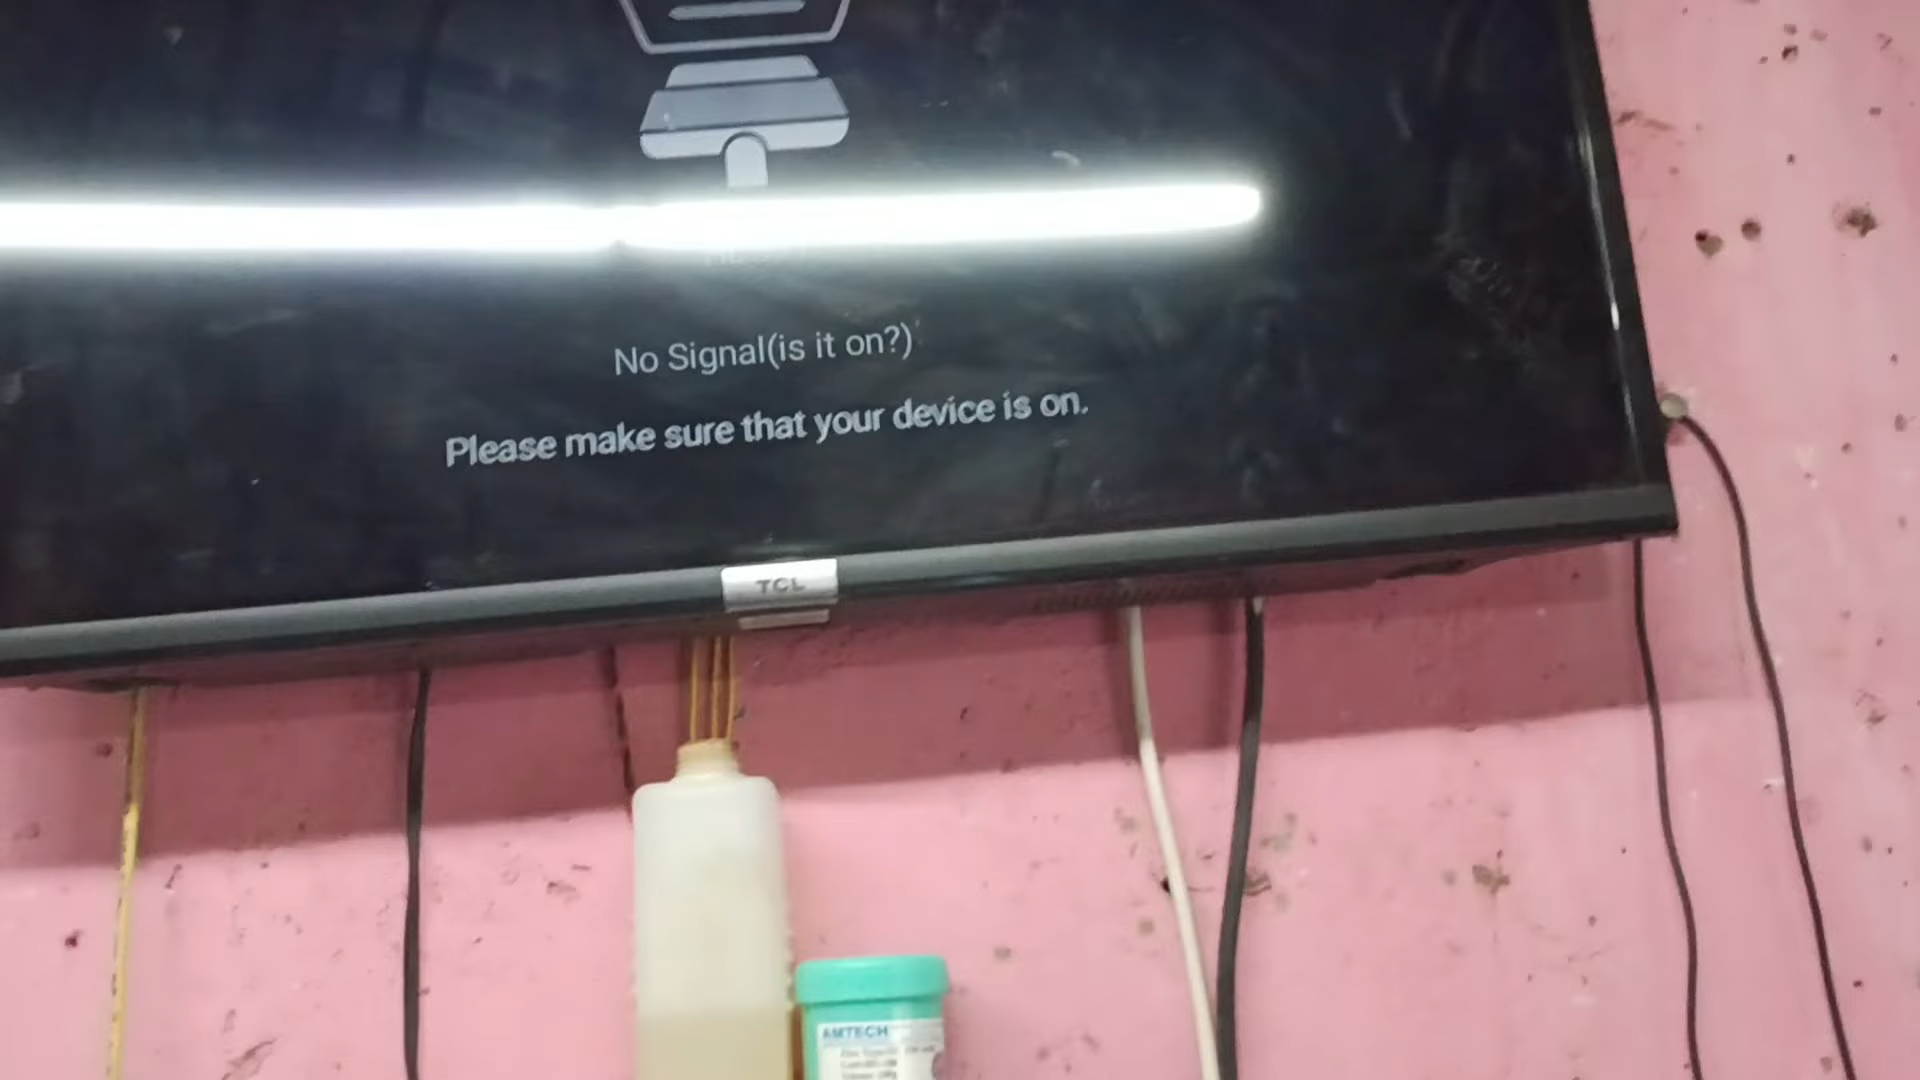 No Signal(is it on?)
Please make sure that your device is on.
TCL
AMTECH